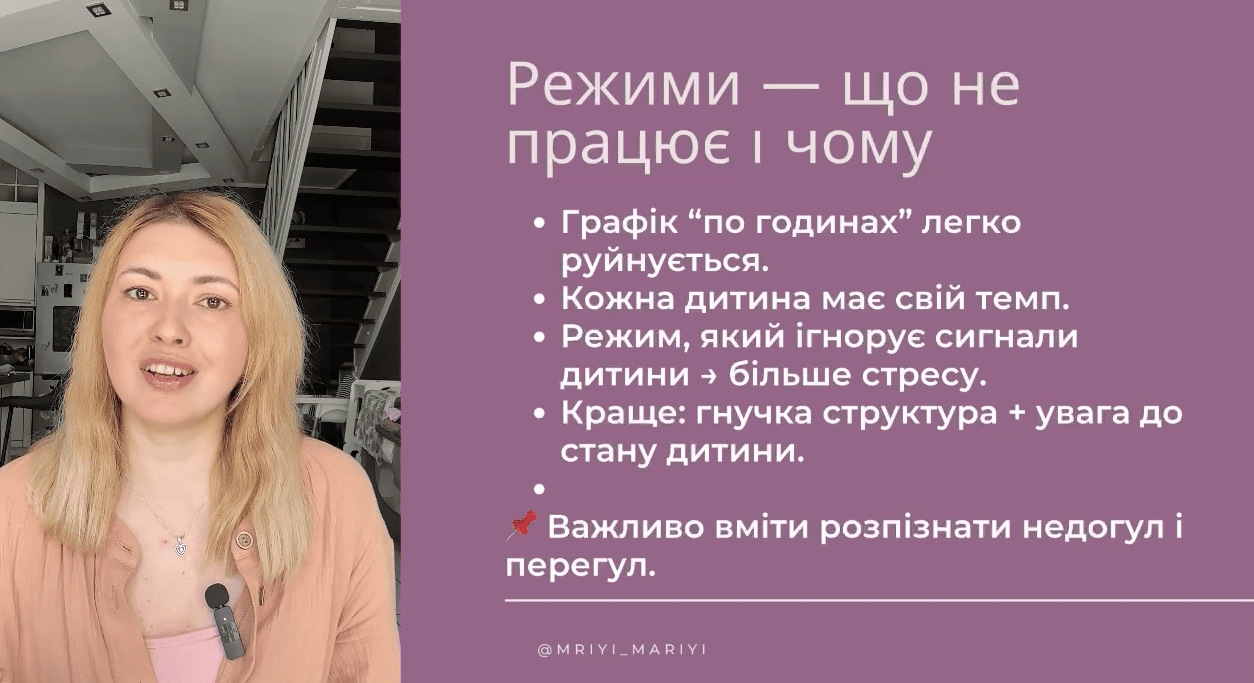 Режими — що не
працює і чому
• Графік “по годинах” легко
руйнується.
• Кожна дитина має свій темп.
• Режим, який ігнорує сигнали
дитини → більше стресу.
• Краще: гнучка структура + увага до
стану дитини.
•
📌 Важливо вміти розпізнати недогул і
перегул.
@MRIYI_MARIYI